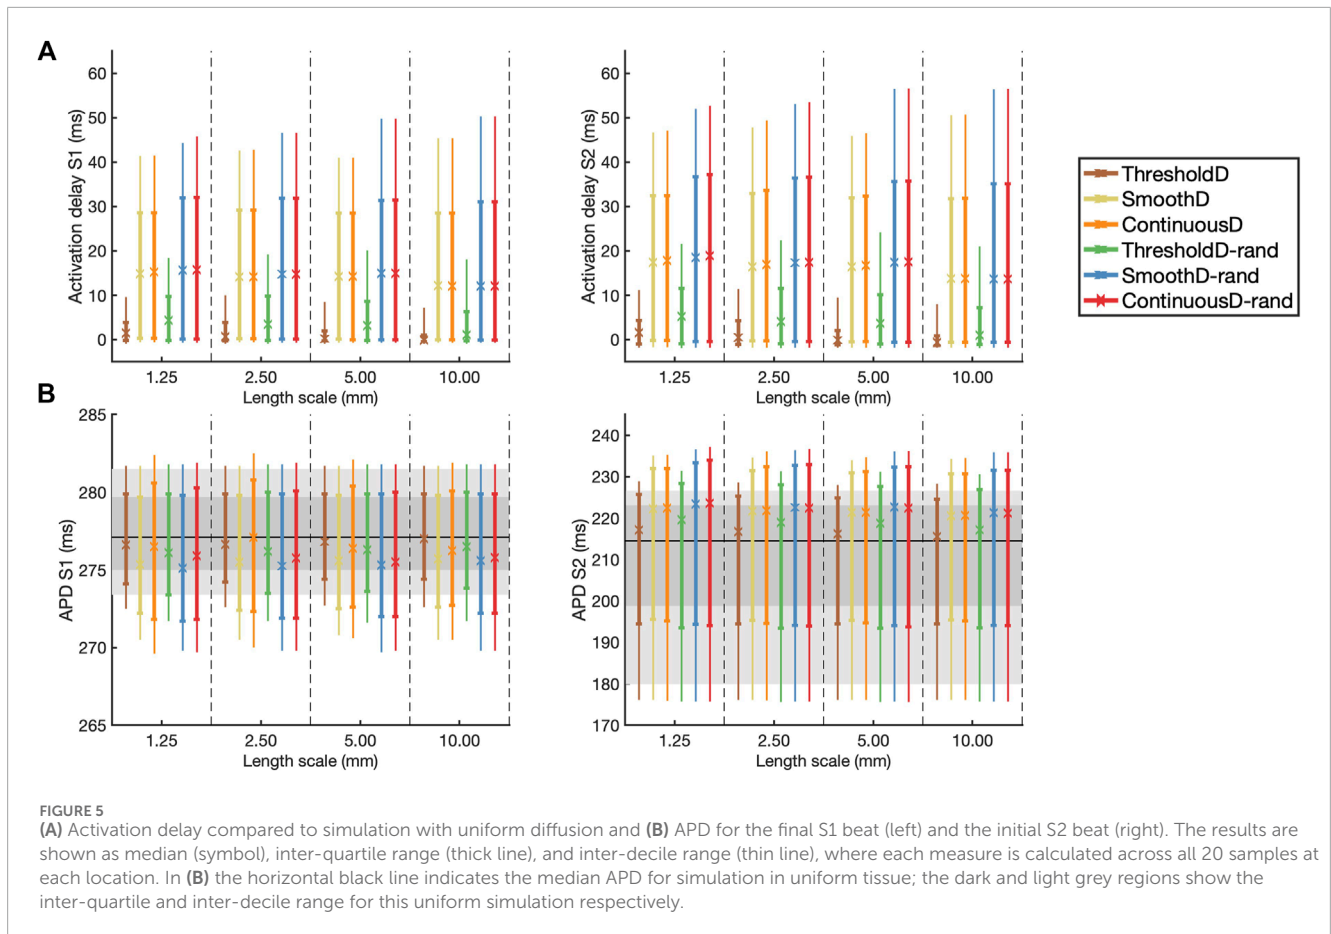 A
60
50
40
30
20
10
0
Activation delay S1 (ms)
1.25 2.50 5.00 10.00
Length scale (mm)
60
50
40
30
20
10
0
Activation delay S2 (ms)
1.25 2.50 5.00 10.00
Length scale (mm)
ThresholdD
SmoothD
ContinuousD
ThresholdD-rand
SmoothD-rand
ContinuousD-rand
B
285
280
275
270
265
APD S1 (ms)
1.25 2.50 5.00 10.00
Length scale (mm)
240
230
220
210
200
190
180
170
APD S2 (ms)
1.25 2.50 5.00 10.00
Length scale (mm)
FIGURE 5
(A) Activation delay compared to simulation with uniform diffusion and (B) APD for the final S1 beat (left) and the initial S2 beat (right). The results are
shown as median (symbol), inter-quartile range (thick line), and inter-decile range (thin line), where each measure is calculated across all 20 samples at
each location. In (B) the horizontal black line indicates the median APD for simulation in uniform tissue; the dark and light grey regions show the
inter-quartile and inter-decile range for this uniform simulation respectively.